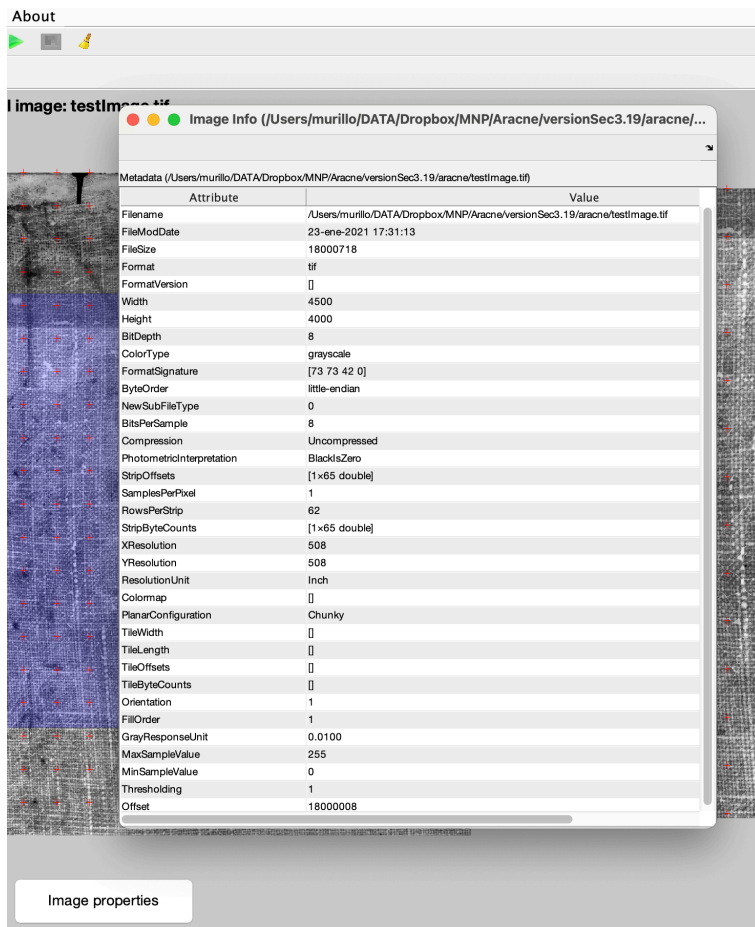 About
l image: testImage.tif
Image Info (/Users/murillo/DATA/Dropbox/MNP/Aracne/versionSec3.19/aracne/...
Metadata (/Users/murillo/DATA/Dropbox/MNP/Aracne/versionSec3.19/aracne/testImage.tif)
Attribute Value
Filename /Users/murillo/DATA/Dropbox/MNP/Aracne/versionSec3.19/aracne/testImage.tif
FileModDate 23-ene-2021 17:31:13
FileSize 18000718
Format tif
FormatVersion []
Width 4500
Height 4000
BitDepth 8
ColorType grayscale
FormatSignature [73 73 42 0]
ByteOrder little-endian
NewSubFileType 0
BitsPerSample 8
Compression Uncompressed
PhotometricInterpretation BlackIsZero
StripOffsets [1×65 double]
SamplesPerPixel 1
RowsPerStrip 62
StripByteCounts [1×65 double]
XResolution 508
YResolution 508
ResolutionUnit Inch
Colormap []
PlanarConfiguration Chunky
TileWidth []
TileLength []
TileOffsets []
TileByteCounts []
Orientation 1
FillOrder 1
GrayResponseUnit 0.0100
MaxSampleValue 255
MinSampleValue 0
Thresholding 1
Offset 18000008
Image properties